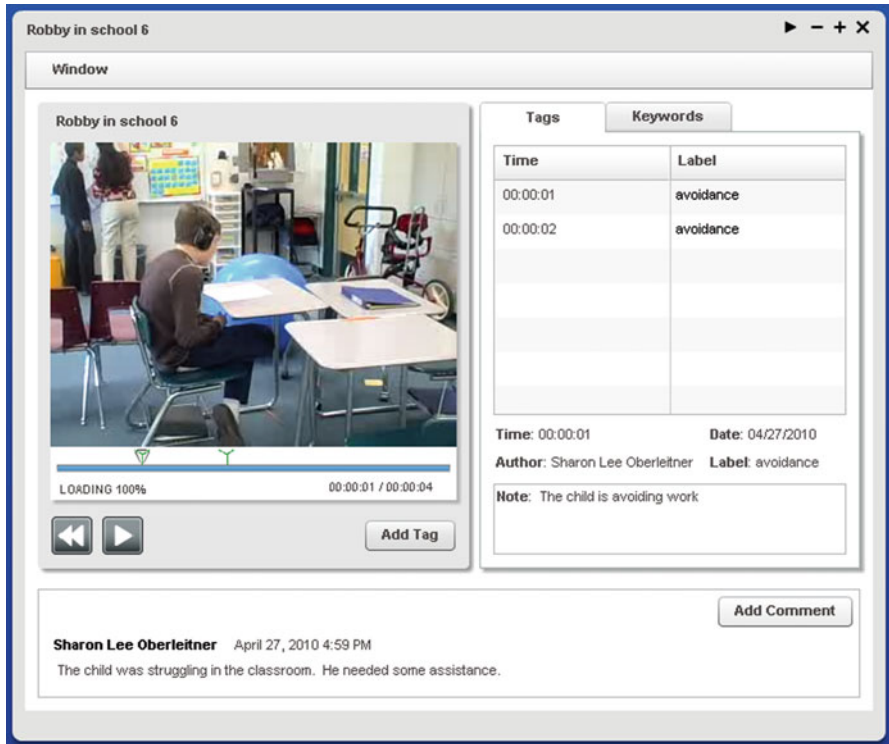 Robby in school 6
Window
Robby in school 6
LOADING 100%
00:00:01 / 00:00:04
Add Tag
Tags
Keywords
Time Label
00:00:01 avoidance
00:00:02 avoidance
Time: 00:00:01 Date: 04/27/2010
Author: Sharon Lee Oberleitner Label: avoidance
Note: The child is avoiding work
Add Comment
Sharon Lee Oberleitner April 27, 2010 4:59 PM
The child was struggling in the classroom. He needed some assistance.